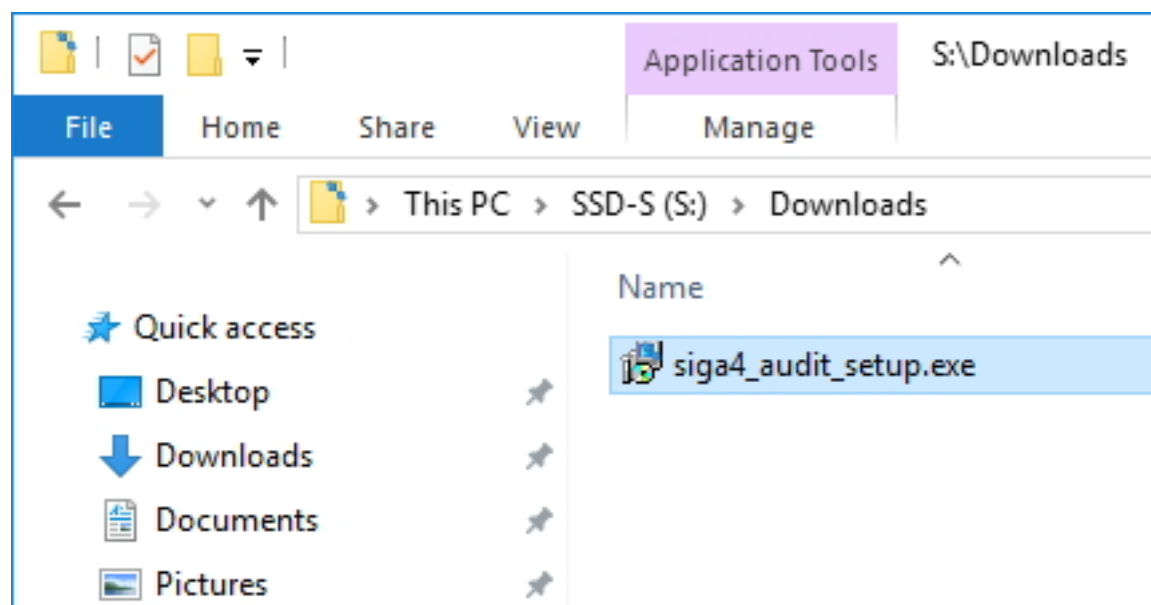 Application Tools S:\Downloads
File Home Share View Manage
This PC SSD-S (S:) Downloads
Name
Quick access
siga4_audit_setup.exe
Desktop
Downloads
Documents
Pictures